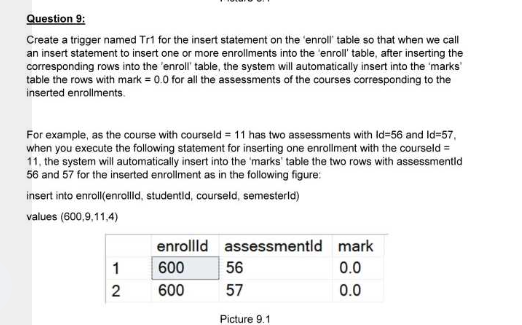 Question 9:
Create a trigger named Tr1 for the insert statement on the 'enroll' table so that when we call
an insert statement to insert one or more enrollments into the 'enroll' table, after inserting the
corresponding rows into the 'enroll' table, the system will automatically insert into the 'marks'
table the rows with mark = 0.0 for all the assessments of the courses corresponding to the
inserted enrollments.
For example, as the course with courseId = 11 has two assessments with Id=56 and Id=57,
when you execute the following statement for inserting one enrollment with the courseId =
11, the system will automatically insert into the 'marks' table the two rows with assessmentId
56 and 57 for the inserted enrollment as in the following figure:
insert into enroll(enrollId, studentId, courseId, semesterId)
values (600,9,11,4)
enrollId assessmentId mark
1 600 56 0.0
2 600 57 0.0
Picture 9.1